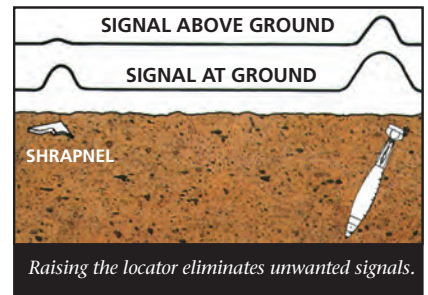 SIGNAL ABOVE GROUND
SIGNAL AT GROUND
SHRAPNEL
Raising the locator eliminates unwanted signals.